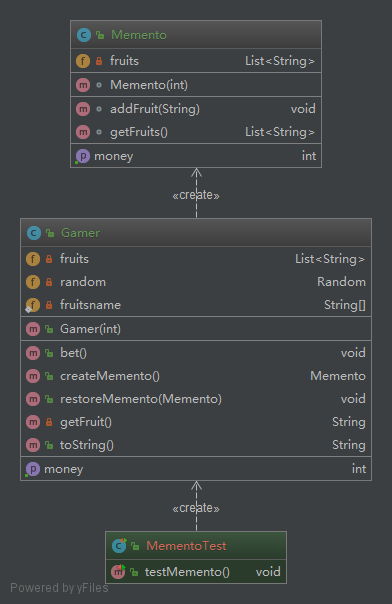 Memento
fruits List<String>
Memento(int)
addFruit(String) void
getFruits() List<String>
money int
«create»
Gamer
fruits List<String>
random Random
fruitsname String[]
Gamer(int)
bet() void
createMemento() Memento
restoreMemento(Memento) void
getFruit() String
toString() String
money int
«create»
MementoTest
testMemento() void
Powered by yFiles